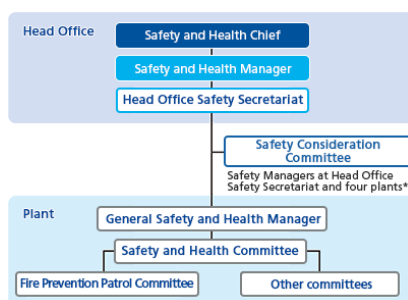 Head Office
Safety and Health Chief
Safety and Health Manager
Head Office Safety Secretariat
Safety Consideration
Committee
Safety Managers at Head Office
Safety Secretariat and four plants*
Plant
General Safety and Health Manager
Safety and Health Committee
Fire Prevention Patrol Committee
Other committees